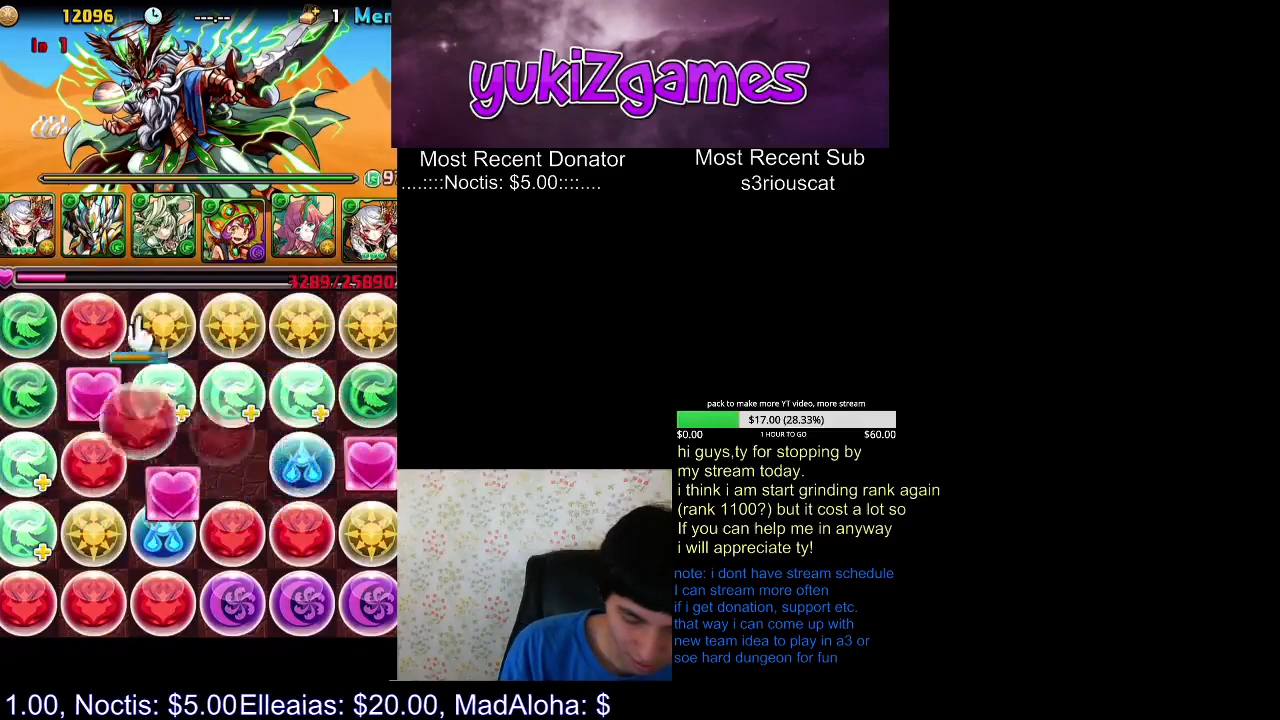 12096
--:--
1
Mer
In 1
yukiZgames
Most Recent Donator
....::::Noctis: $5.00::::....
Most Recent Sub
s3riouscat
3289/25890
pack to make more YT video, more stream
$17.00 (28.33%)
$0.00
1 HOUR TO GO
$60.00
hi guys,ty for stopping by
my stream today.
i think i am start grinding rank again
(rank 1100?) but it cost a lot so
If you can help me in anyway
i will appreciate ty!
note: i dont have stream schedule
I can stream more often
if i get donation, support etc.
that way i can come up with
new team idea to play in a3 or
soe hard dungeon for fun
1.00, Noctis: $5.00Elleaias: $20.00, MadAloha: $